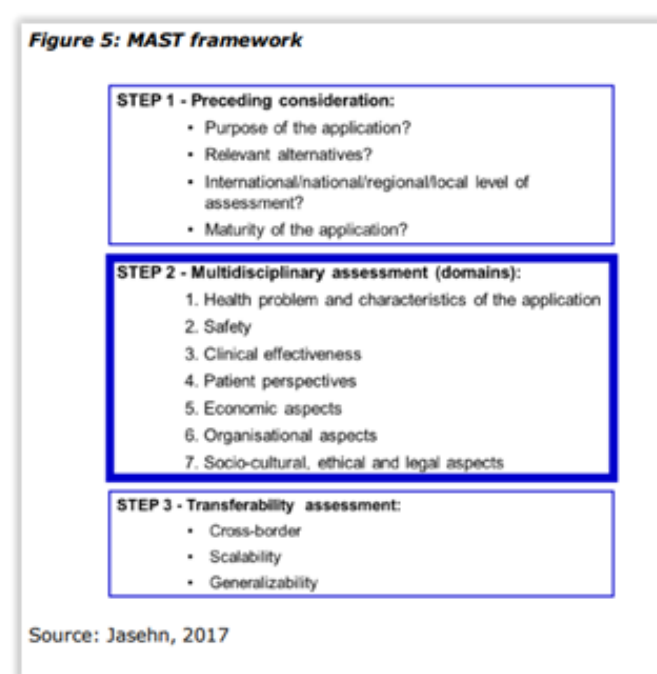 Figure 5: MAST framework
STEP 1 - Preceding consideration:
• Purpose of the application?
• Relevant alternatives?
• International/national/regional/local level of
assessment?
• Maturity of the application?
STEP 2 - Multidisciplinary assessment (domains):
1. Health problem and characteristics of the application
2. Safety
3. Clinical effectiveness
4. Patient perspectives
5. Economic aspects
6. Organisational aspects
7. Socio-cultural, ethical and legal aspects
STEP 3 - Transferability assessment:
• Cross-border
• Scalability
• Generalizability
Source: Jasehn, 2017